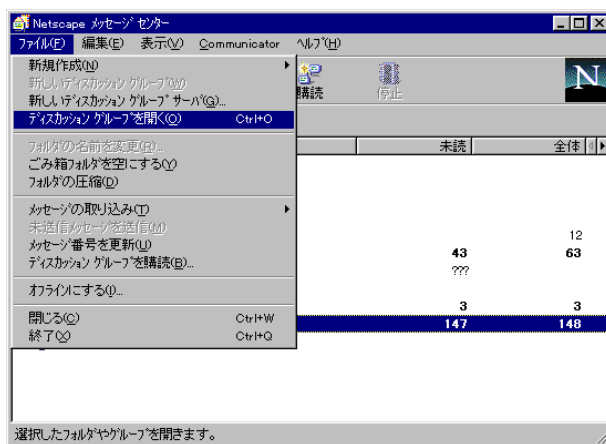 Netscape メッセージ センター
ファイル(F) 編集(E) 表示(V) Communicator ヘルプ(H)
新規作成(N)
新しいディスカッション グループ(W)
新しいディスカッション グループ サーバ(G)...
ディスカッション グループを開く(O) Ctrl+O
フォルダの名前を変更(R)...
ごみ箱フォルダを空にする(Y)
フォルダの圧縮(D)
メッセージの取り込み(T)
未送信メッセージを送信(M)
メッセージ番号を更新(U)
ディスカッション グループを購読(B)...
オフラインにする(I)...
閉じる(C) Ctrl+W
終了(X) Ctrl+Q
購読 停止 N
未読 全体
12
43 63
???
3 3
147 148
選択したフォルダやグループを開きます。